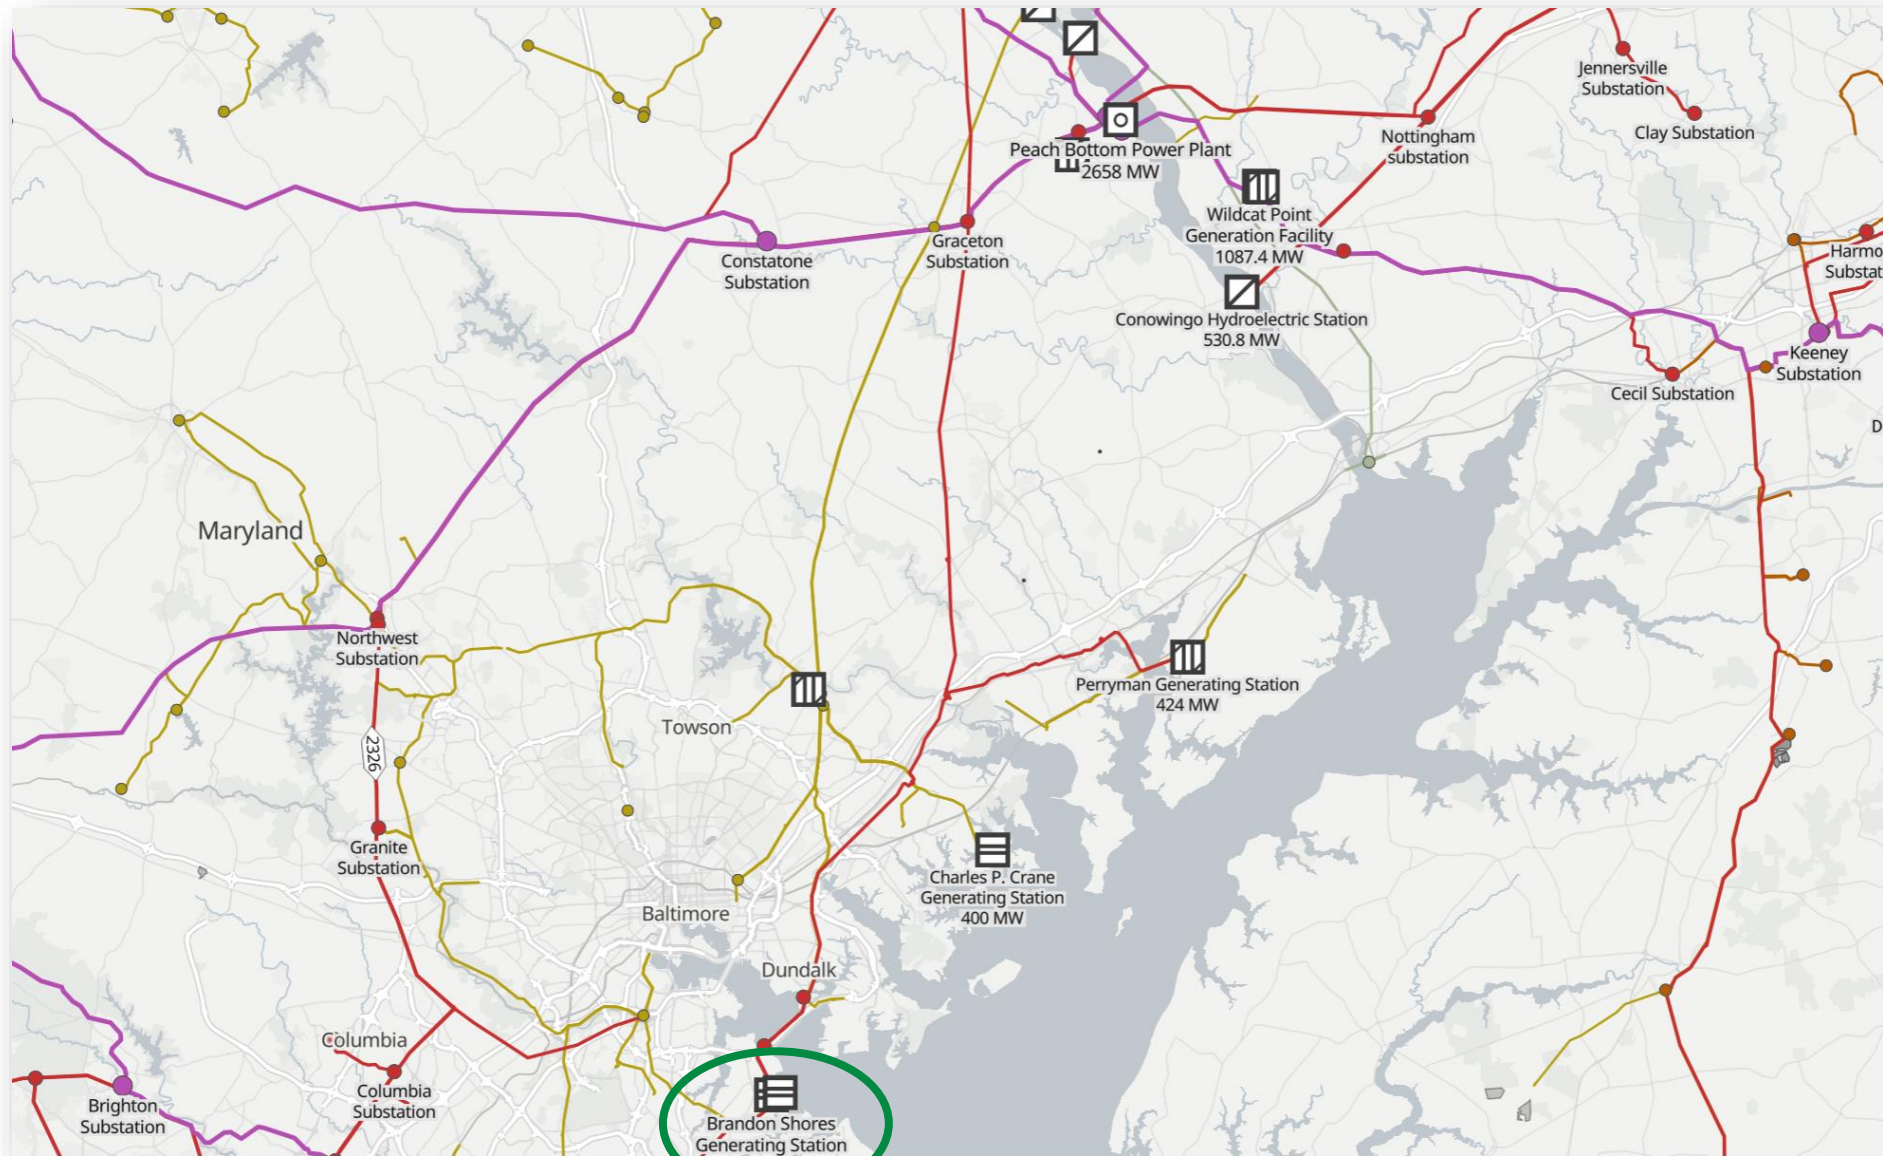 Jennersville
Substation
Clay Substation
Nottingham
substation
Peach Bottom Power Plant
2658 MW
Wildcat Point
Generation Facility
1087.4 MW
Graceton
Substation
Constatone
Substation
Harmo
Substat
Conowingo Hydroelectric Station
530.8 MW
Keeney
Substation
Cecil Substation
D
Maryland
Northwest
Substation
Perryman Generating Station
424 MW
Towson
2326
Granite
Substation
Charles P. Crane
Generating Station
400 MW
Baltimore
Dundalk
Columbia
Columbia
Substation
Brighton
Substation
Brandon Shores
Generating Station